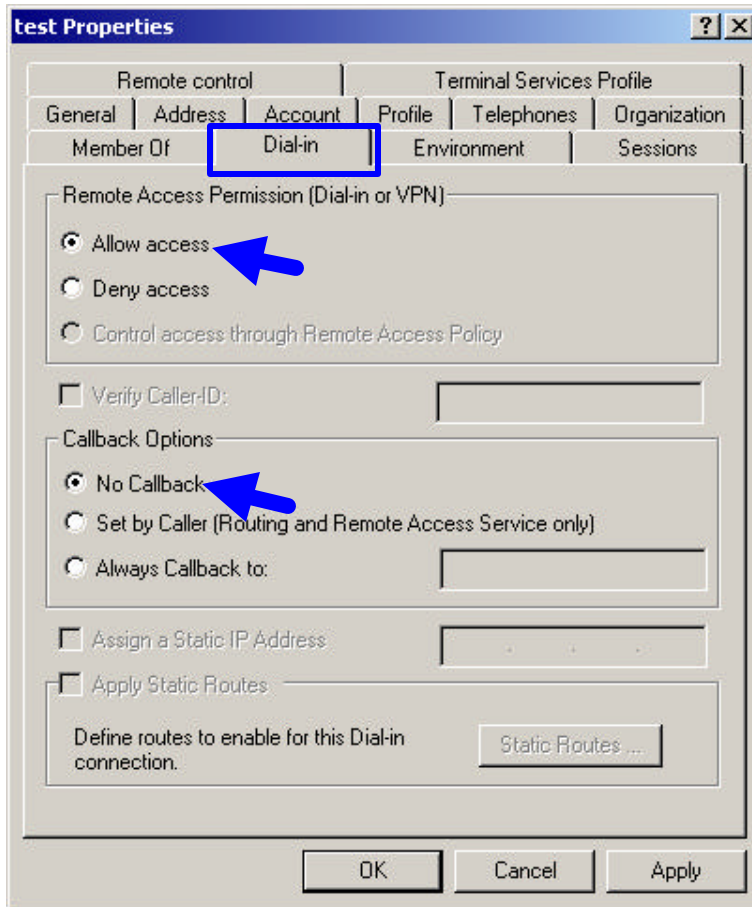 test Properties
Remote control Terminal Services Profile
General Address Account Profile Telephones Organization
Member Of Dial-in Environment Sessions
Remote Access Permission (Dial-in or VPN)
Allow access
Deny access
Control access through Remote Access Policy
Verify Caller-ID:
Callback Options
No Callback
Set by Caller (Routing and Remote Access Service only)
Always Callback to:
Assign a Static IP Address
Apply Static Routes
Define routes to enable for this Dial-in
connection.
Static Routes ...
OK Cancel Apply